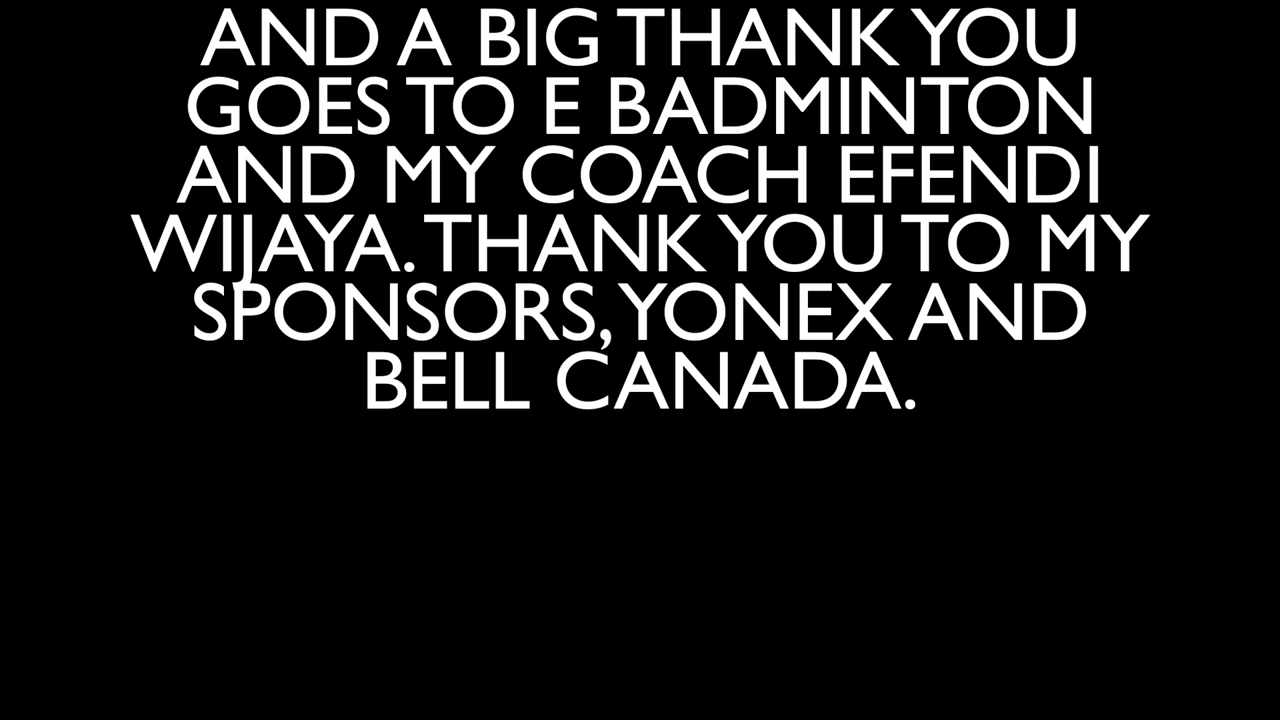 AND A BIG THANK YOU
GOES TO E BADMINTON
AND MY COACH EFENDI
WIJAYA. THANK YOU TO MY
SPONSORS, YONEX AND
BELL CANADA.